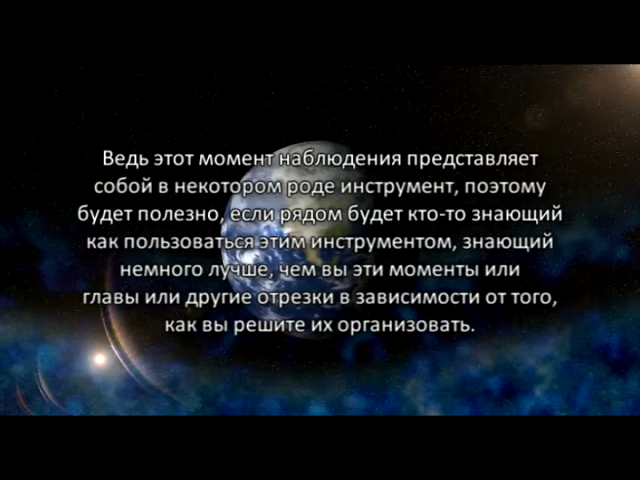 Ведь этот момент наблюдения представляет
собой в некотором роде инструмент, поэтому
будет полезно, если рядом будет кто-то знающий
как пользоваться этим инструментом, знающий
немного лучше, чем вы эти моменты или
главы или другие отрезки в зависимости от того,
как вы решите их организовать.